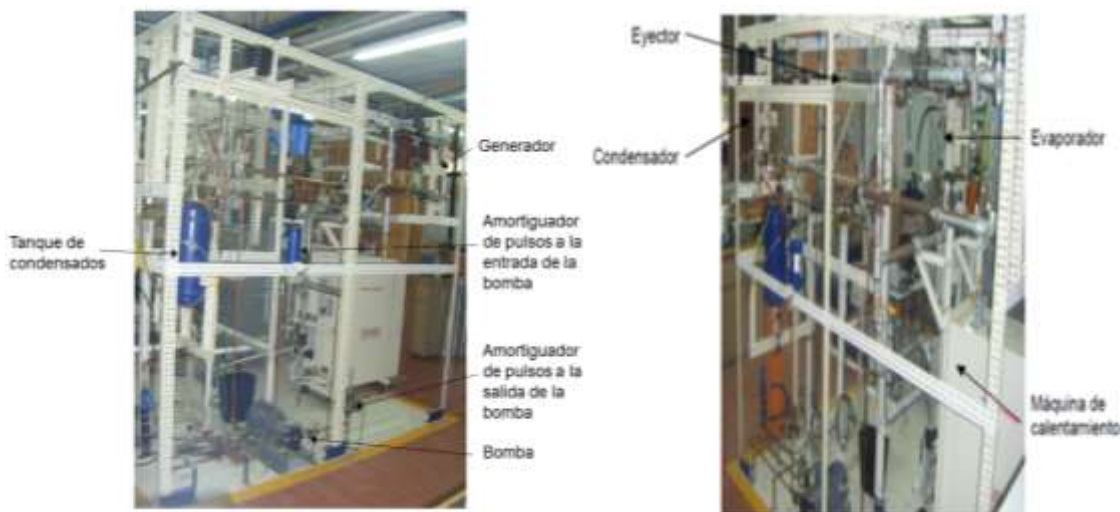 Generador
Tanque de
condensados
Amortiguador
de pulsos a la
entrada de la
bomba
Amortiguador
de pulsos a la
salida de la
bomba
Bomba
Eyector
Condensador
Evaporador
Máquina de
calentamiento